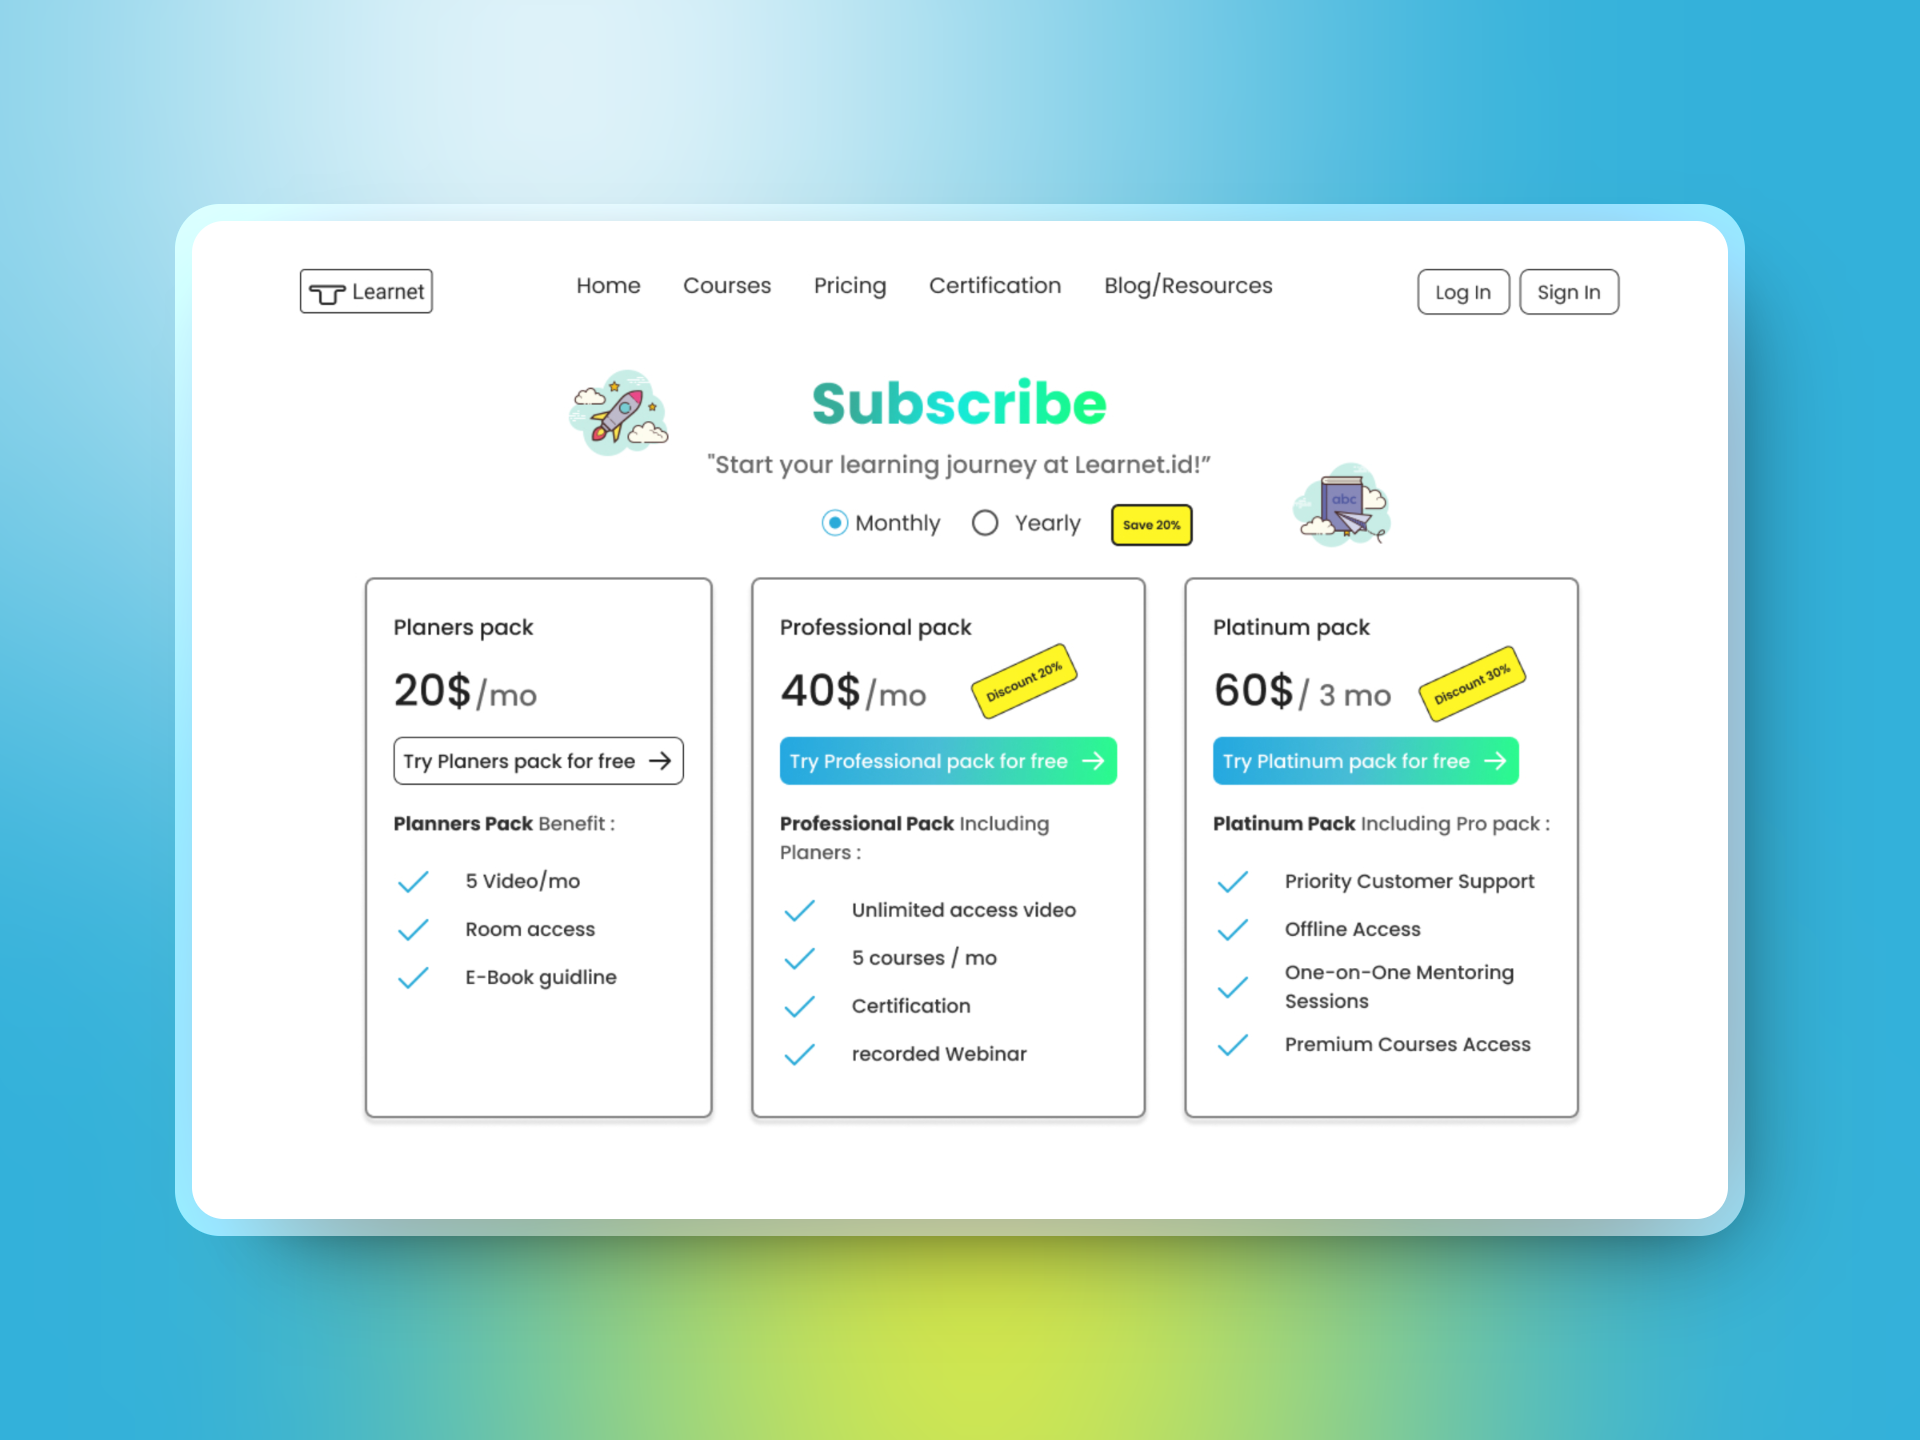 Learnet
Home
Courses
Pricing
Certification
Blog/Resources
Log In
Sign In
Subscribe
"Start your learning journey at Learnet.id!”
Monthly
Yearly
Save 20%
abc
Planers pack
20$/mo
Try Planers pack for free
Planners Pack Benefit :
5 Video/mo
Room access
E-Book guidline
Professional pack
40$/mo
Discount 20%
Try Professional pack for free
Professional Pack Including
Planers :
Unlimited access video
5 courses / mo
Certification
recorded Webinar
Platinum pack
60$/ 3 mo
Discount 30%
Try Platinum pack for free
Platinum Pack Including Pro pack :
Priority Customer Support
Offline Access
One-on-One Mentoring
Sessions
Premium Courses Access